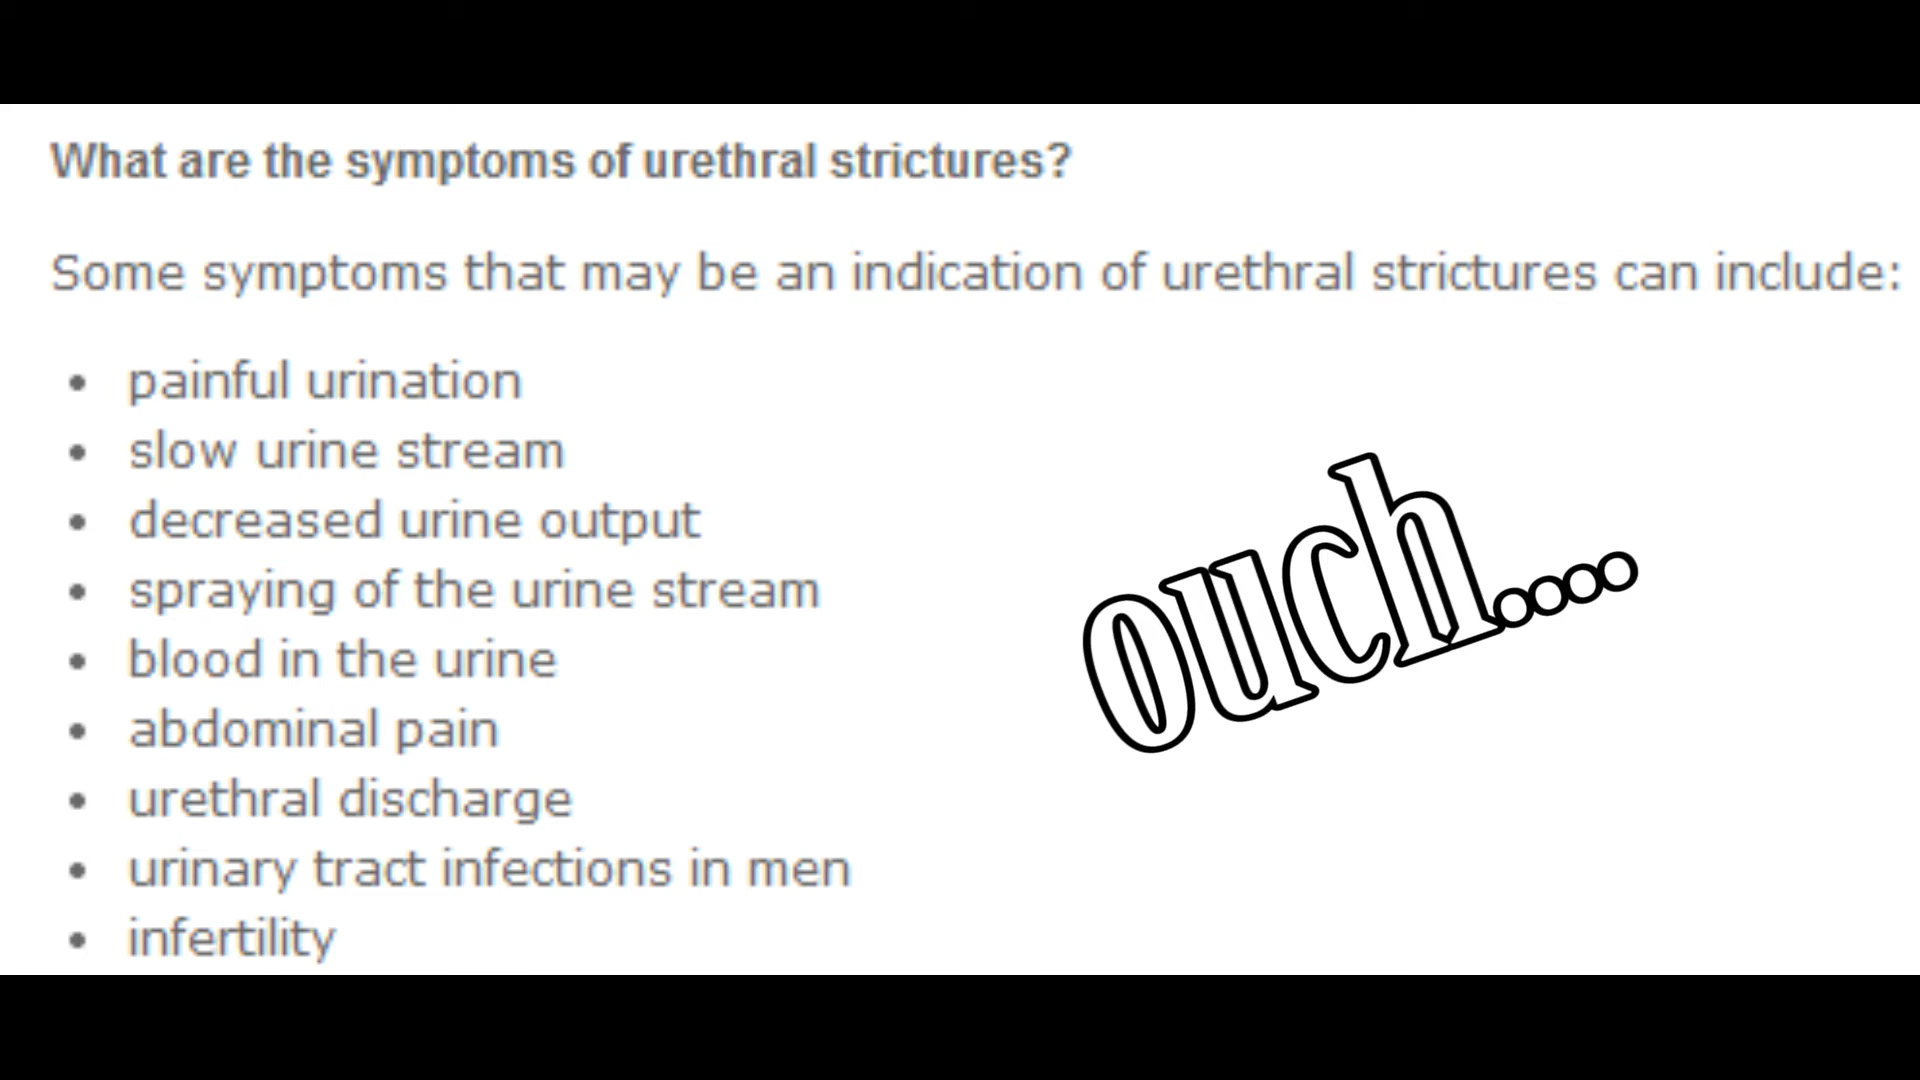 What are the symptoms of urethral strictures?
Some symptoms that may be an indication of urethral strictures can include:
• painful urination
• slow urine stream
• decreased urine output
• spraying of the urine stream
• blood in the urine
• abdominal pain
• urethral discharge
• urinary tract infections in men
• infertility
ouch....